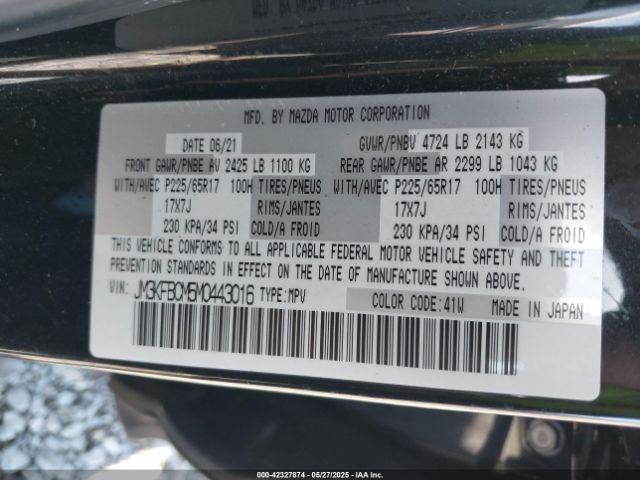 MFD. BY MAZDA MOTOR CORPORATION
DATE 06/21 GVWR/PNBV 4724 LB 2143 KG
FRONT GAWR/PNBE AV 2425 LB 1100 KG REAR GAWR/PNBE AR 2299 LB 1043 KG
WITH/AVEC P225/65R17 100H TIRES/PNEUS WITH/AVEC P225/65R17 100H TIRES/PNEUS
17X7J RIMS/JANTES 17X7J RIMS/JANTES
230 KPA/34 PSI COLD/A FROID 230 KPA/34 PSI COLD/A FROID
THIS VEHICLE CONFORMS TO ALL APPLICABLE FEDERAL MOTOR VEHICLE SAFETY AND THEFT
PREVENTION STANDARDS IN EFFECT ON THE DATE OF MANUFACTURE SHOWN ABOVE.
VIN: JM3KFBCM5M0443016 TYPE:MPV COLOR CODE:41W MADE IN JAPAN
000-42327874 05/27/2025 IAA Inc.